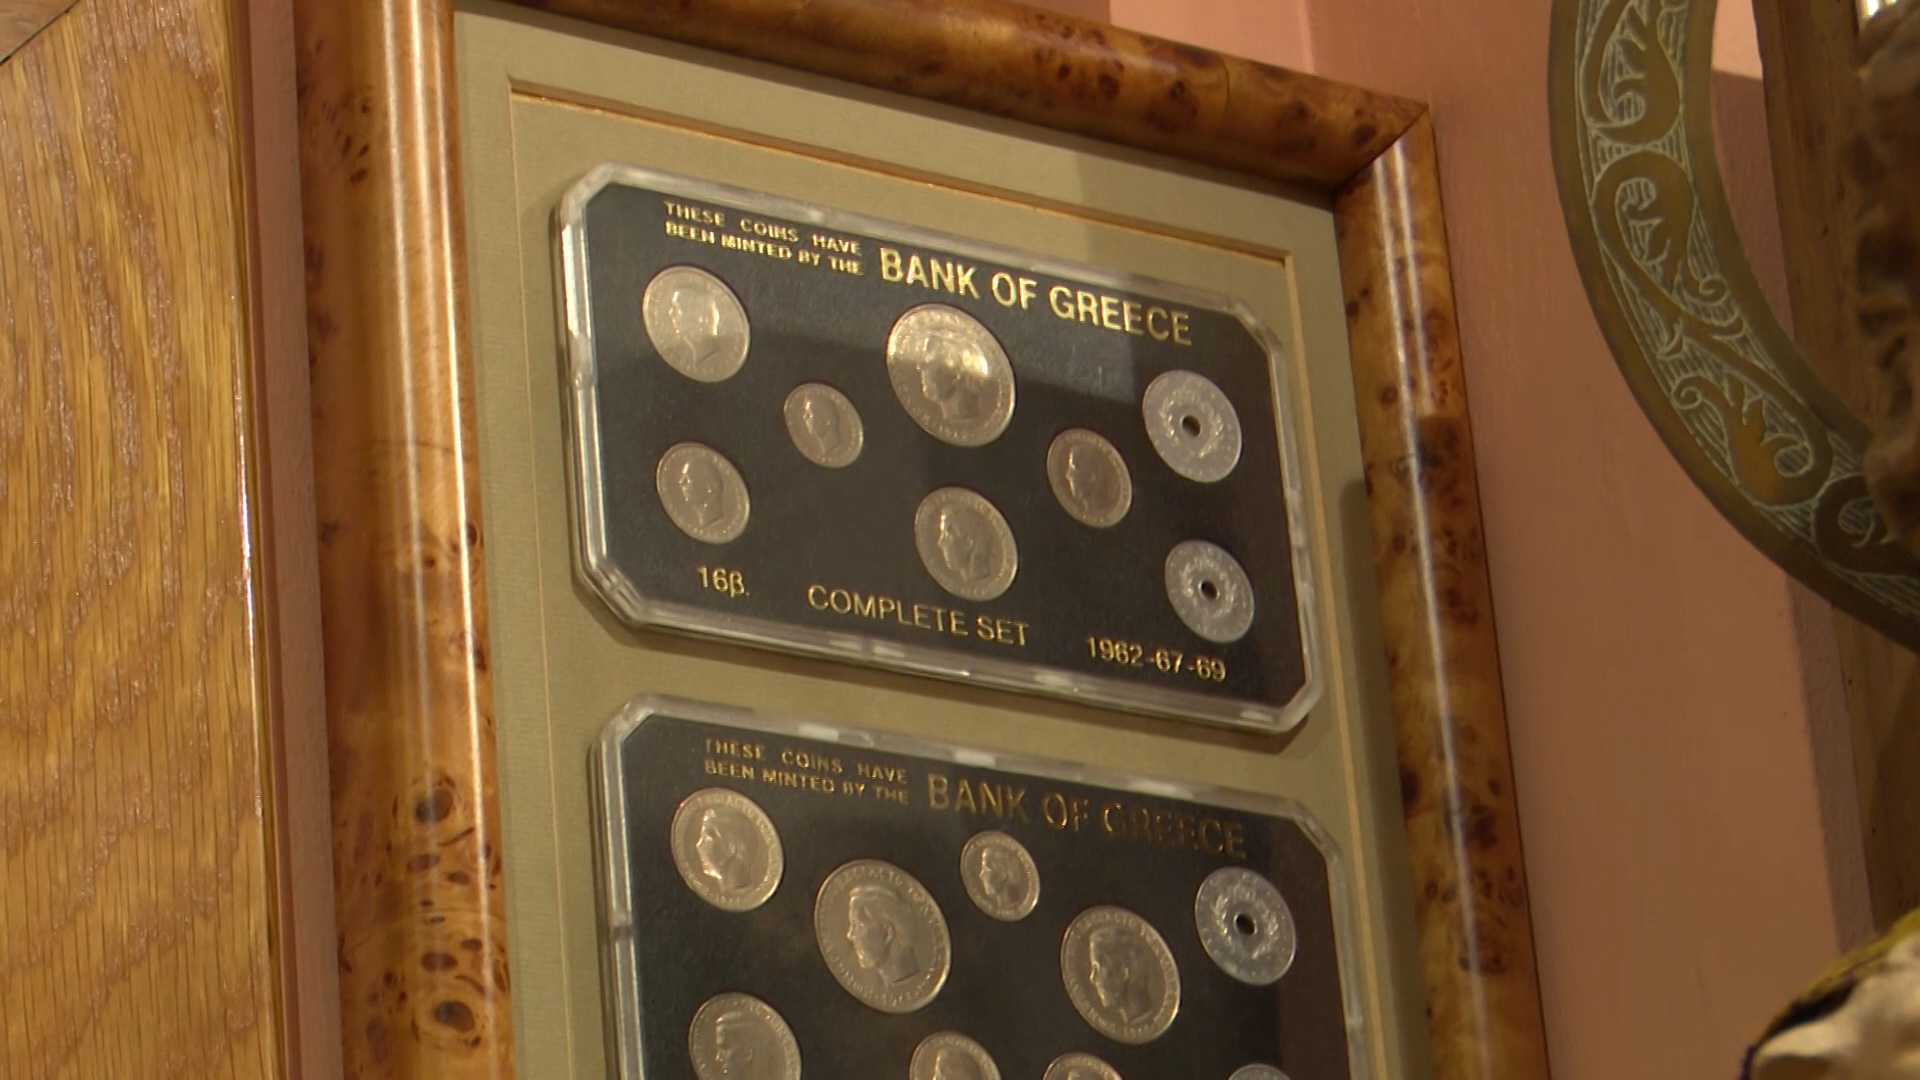 THESE COINS HAVE
BEEN MINTED BY THE
BANK OF GREECE
16β.
COMPLETE SET
1962-67-69
THESE COINS HAVE
BEEN MINTED BY THE
BANK OF GREECE